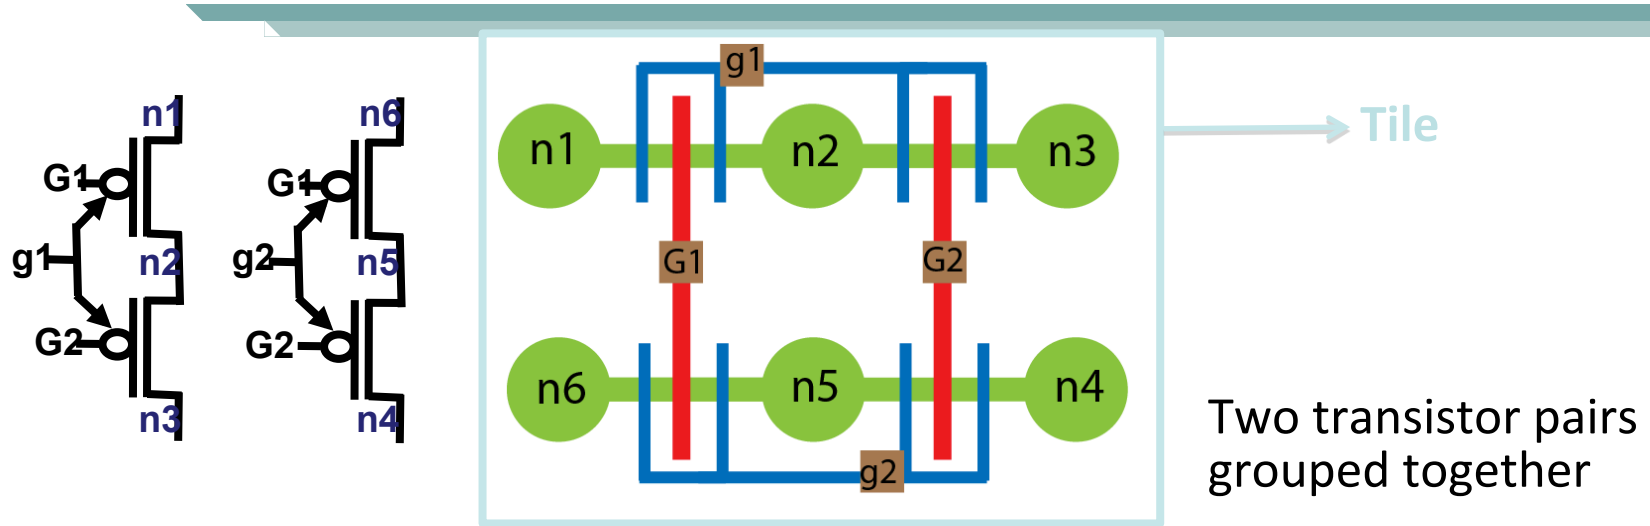 n1
G1
g1
n2
G2
n3
n6
G1
g2
n5
G2
n4
g1
n1
n2
n3
G1
G2
n6
n5
n4
g2
Tile
Two transistor pairs
grouped together